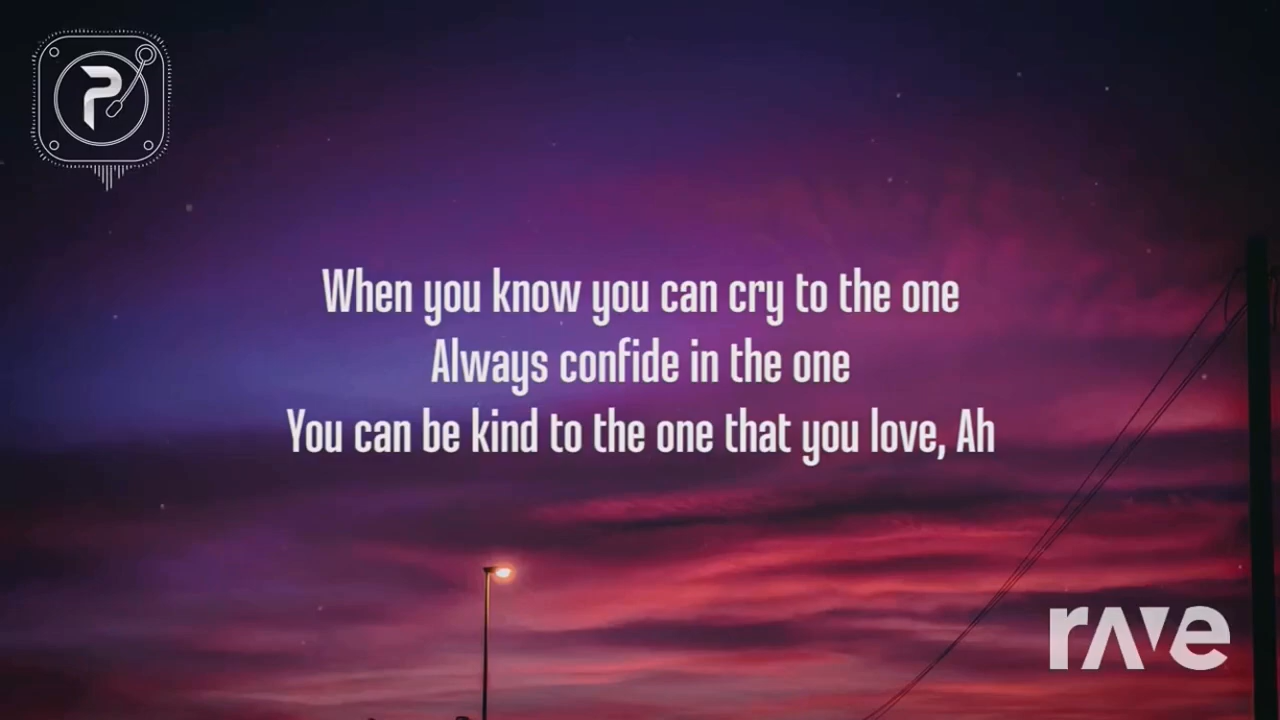 P
When you know you can cry to the one
Always confide in the one
You can be kind to the one that you love, Ah
rave